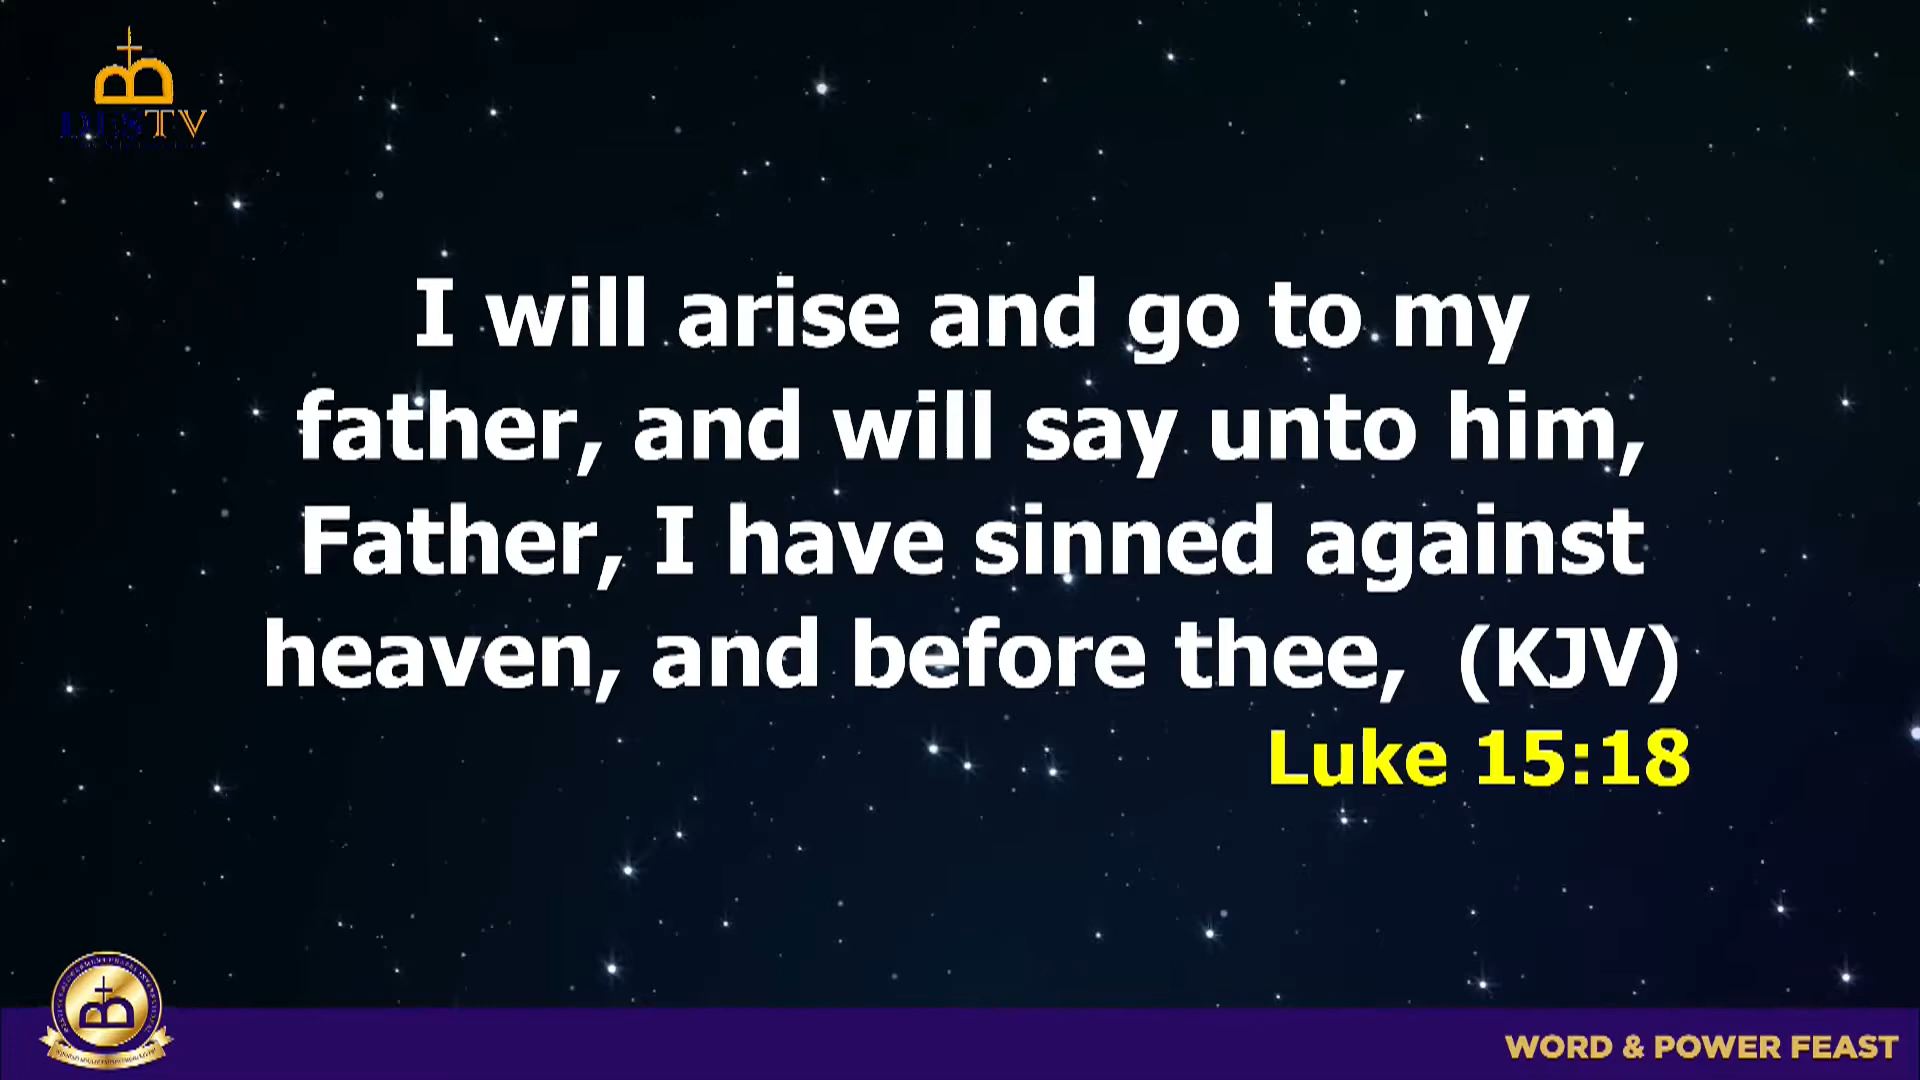 DESTV
I will arise and go to my
father, and will say unto him,
Father, I have sinned against
heaven, and before thee, (KJV)
Luke 15:18
WORD & POWER FEAST